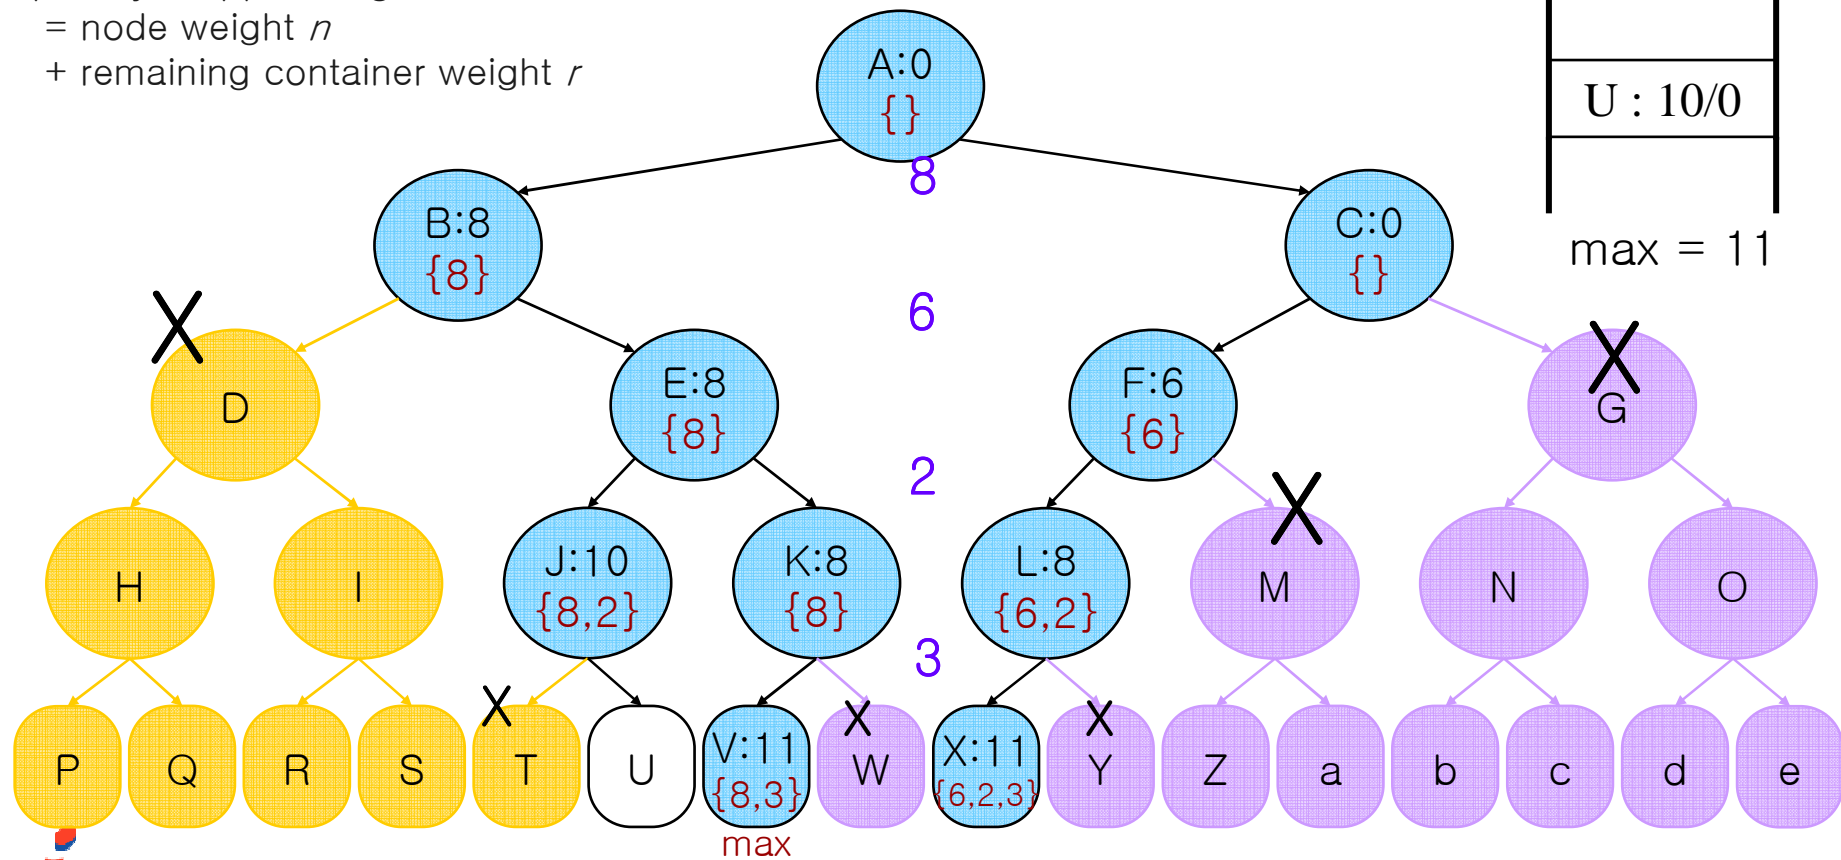 = node weight n
+ remaining container weight r
A:0
{}
U : 10/0
max = 11
8
B:8
{8}
C:0
{}
6
X
D
E:8
{8}
F:6
{6}
X
G
2
H
I
J:10
{8,2}
K:8
{8}
L:8
{6,2}
X
M
N
O
3
X
X
X
P
Q
R
S
T
U
V:11
{8,3}
W
X:11
{6,2,3}
Y
Z
a
b
c
d
e
max